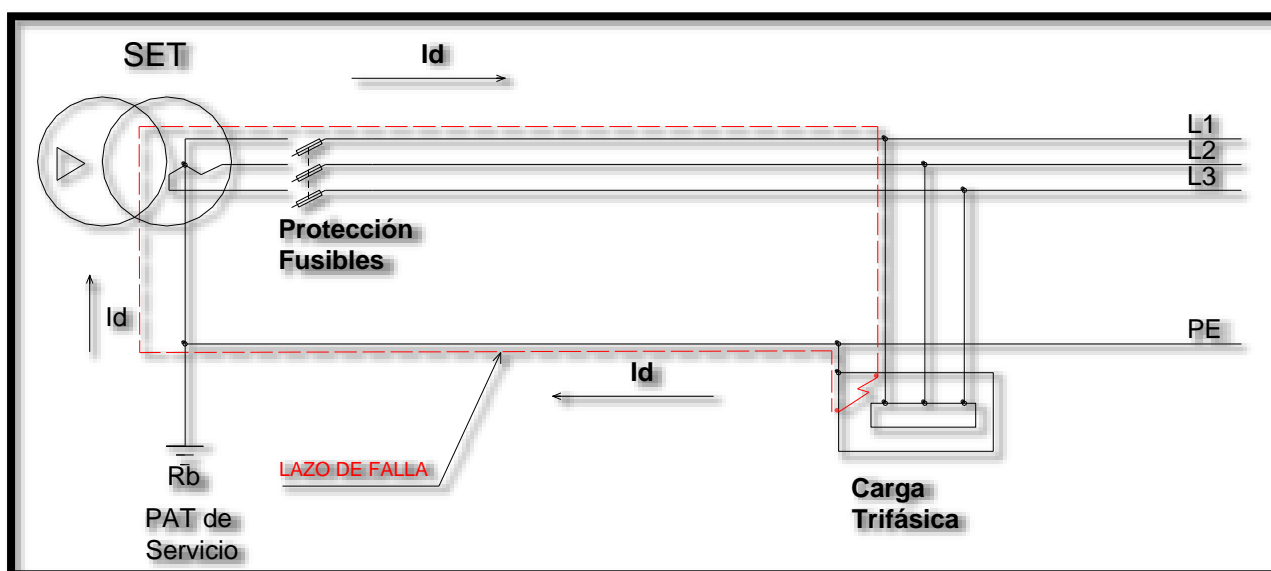 SET
Id
L1
L2
L3
Protección
Fusibles
Id
PE
Id
LAZO DE FALLA
Rb
PAT de
Servicio
Carga
Trifásica